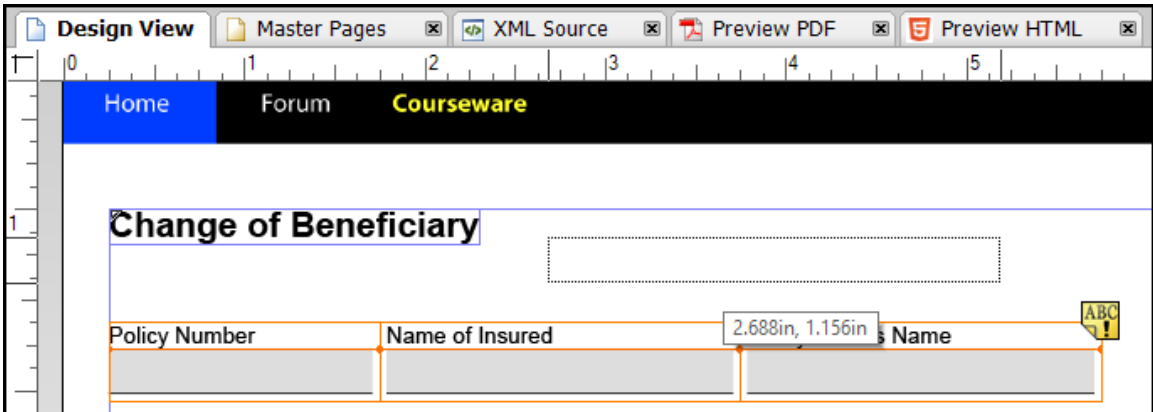 Design View Master Pages XML Source Preview PDF Preview HTML
0 1 2 3 4 5
Home Forum Courseware
1
Change of Beneficiary
ABC
!
2.688in, 1.156in
Policy Number Name of Insured Name